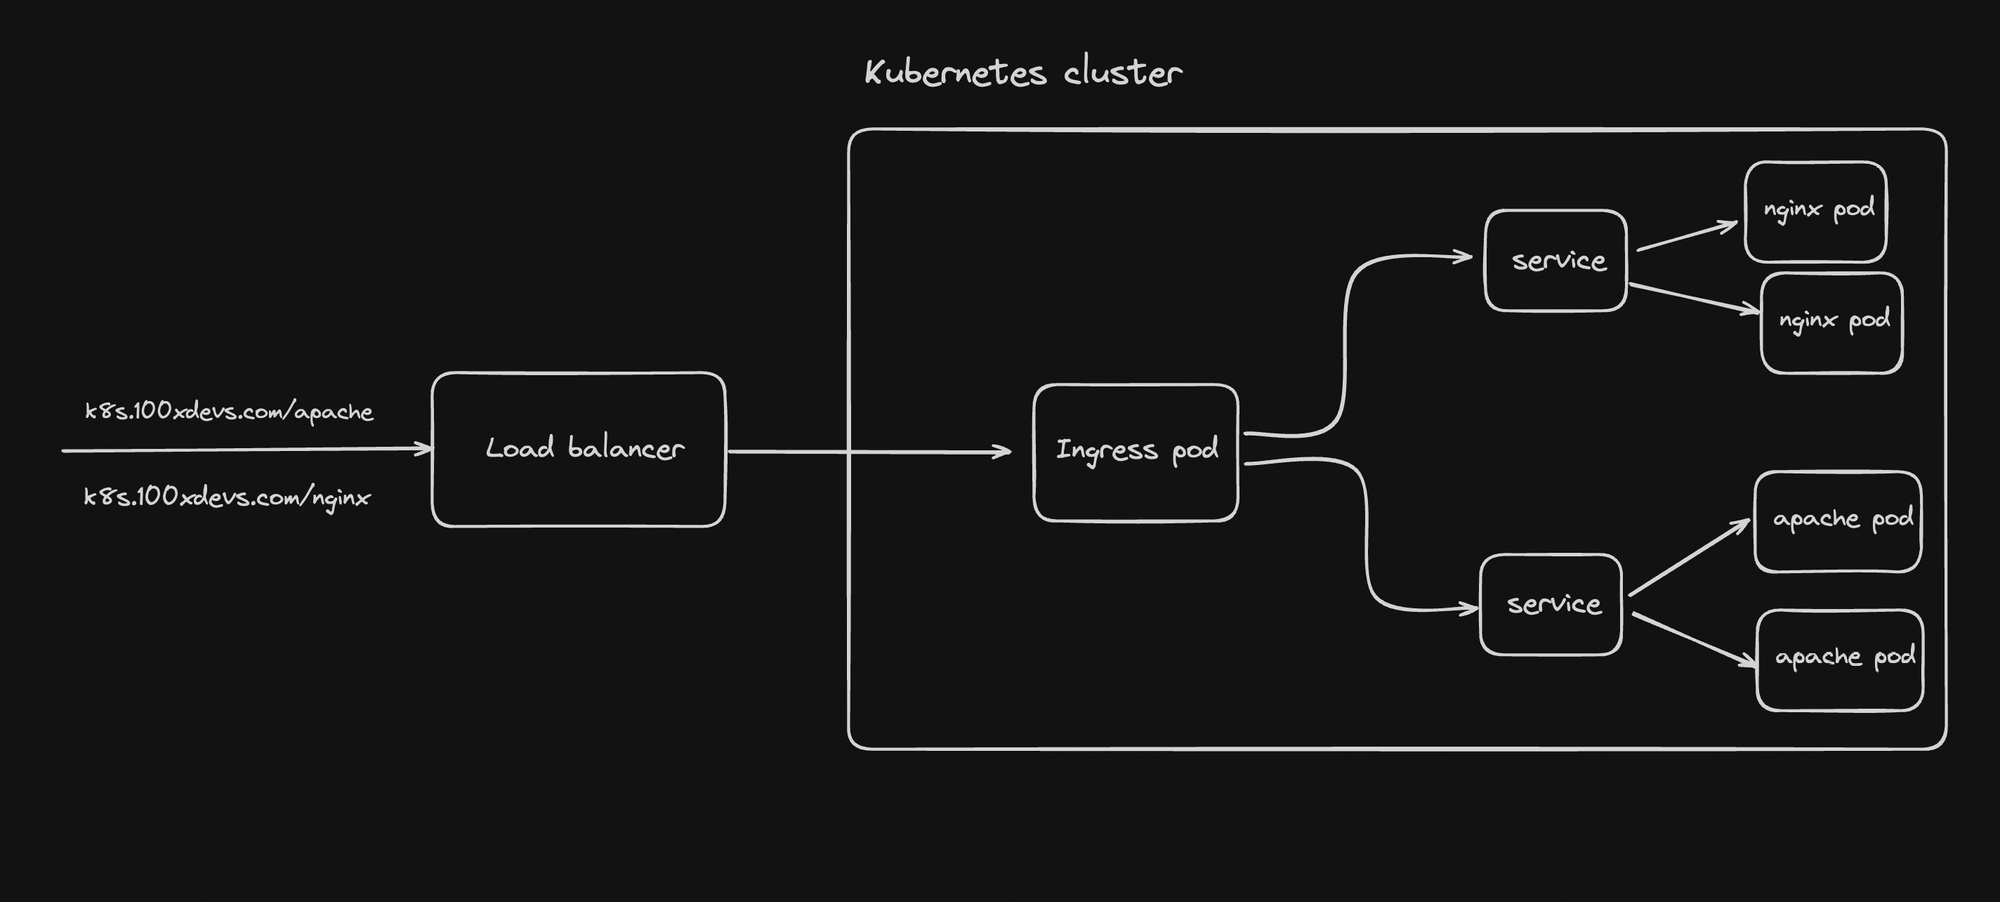 Kubernetes cluster
k8s.100xdevs.com/apache
k8s.100xdevs.com/nginx
Load balancer
Ingress pod
service
nginx pod
nginx pod
service
apache pod
apache pod